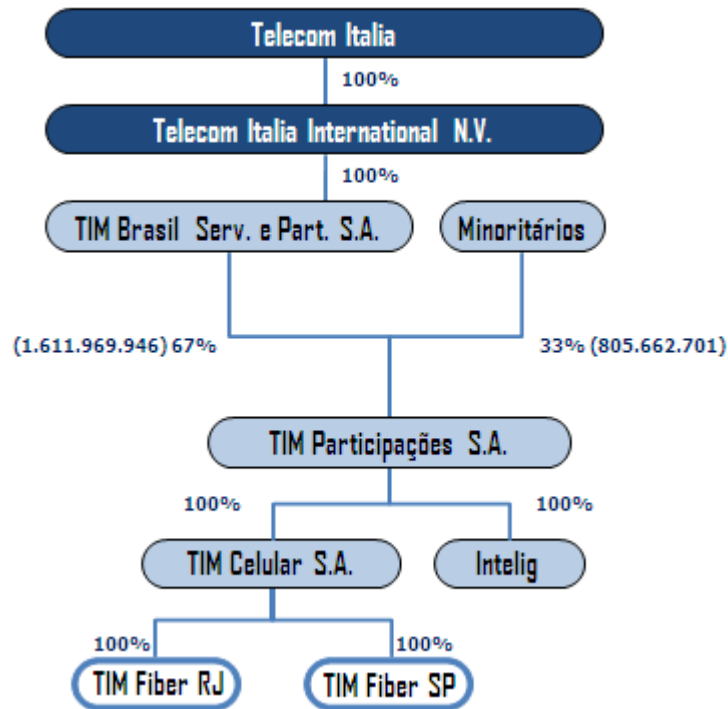 Telecom Italia
100%
Telecom Italia International N.V.
100%
TIM Brasil Serv. e Part. S.A.
Minoritários
(1.611.969.946) 67%
33% (805.662.701)
TIM Participações S.A.
100%
100%
TIM Celular S.A.
Intelig
100%
100%
TIM Fiber RJ
TIM Fiber SP